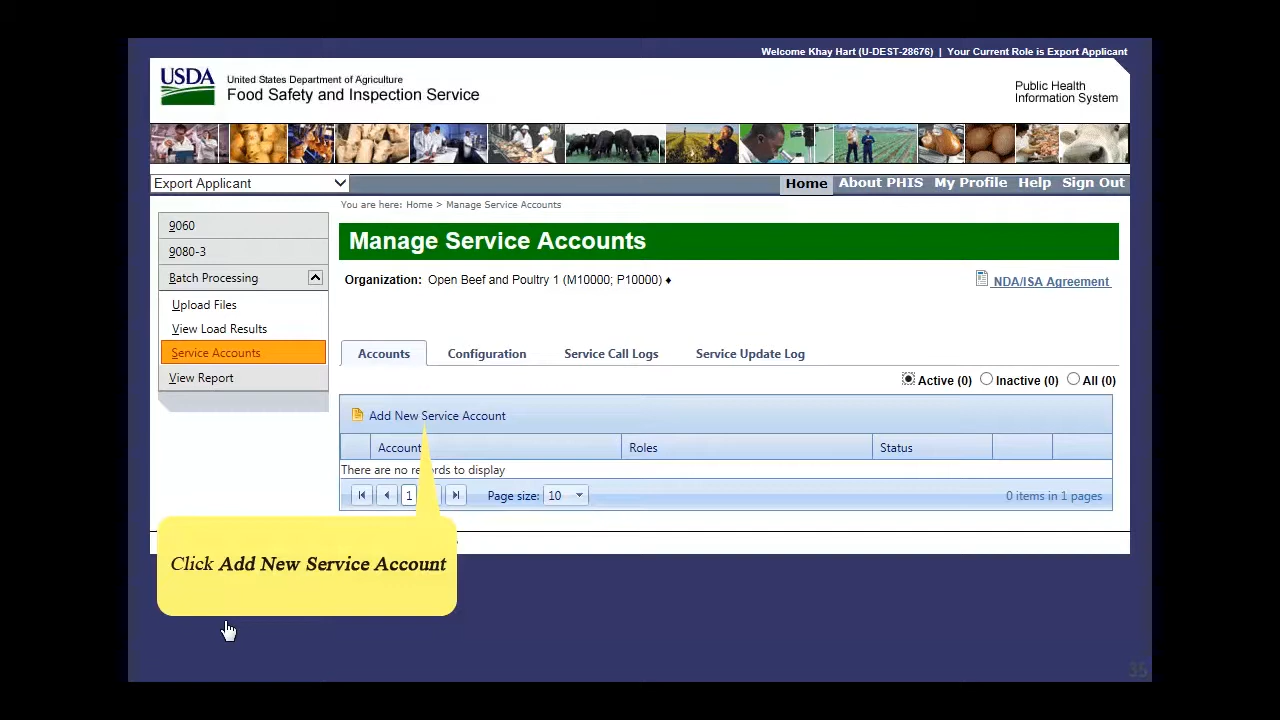 Welcome Khay Hart (U-DEST-28676) | Your Current Role is Export Applicant
USDA
United States Department of Agriculture
Food Safety and Inspection Service
Public Health
Information System
Export Applicant
Home About PHIS My Profile Help Sign Out
You are here: Home > Manage Service Accounts
9060
9080-3
Batch Processing
Upload Files
View Load Results
Service Accounts
View Report
Manage Service Accounts
Organization: Open Beef and Poultry 1 (M10000; P10000) ♦
NDA/ISA Agreement
Accounts Configuration Service Call Logs Service Update Log
Active (0) Inactive (0) All (0)
Add New Service Account
Account Roles Status
There are no records to display
1 Page size: 10 0 items in 1 pages
Click Add New Service Account
35